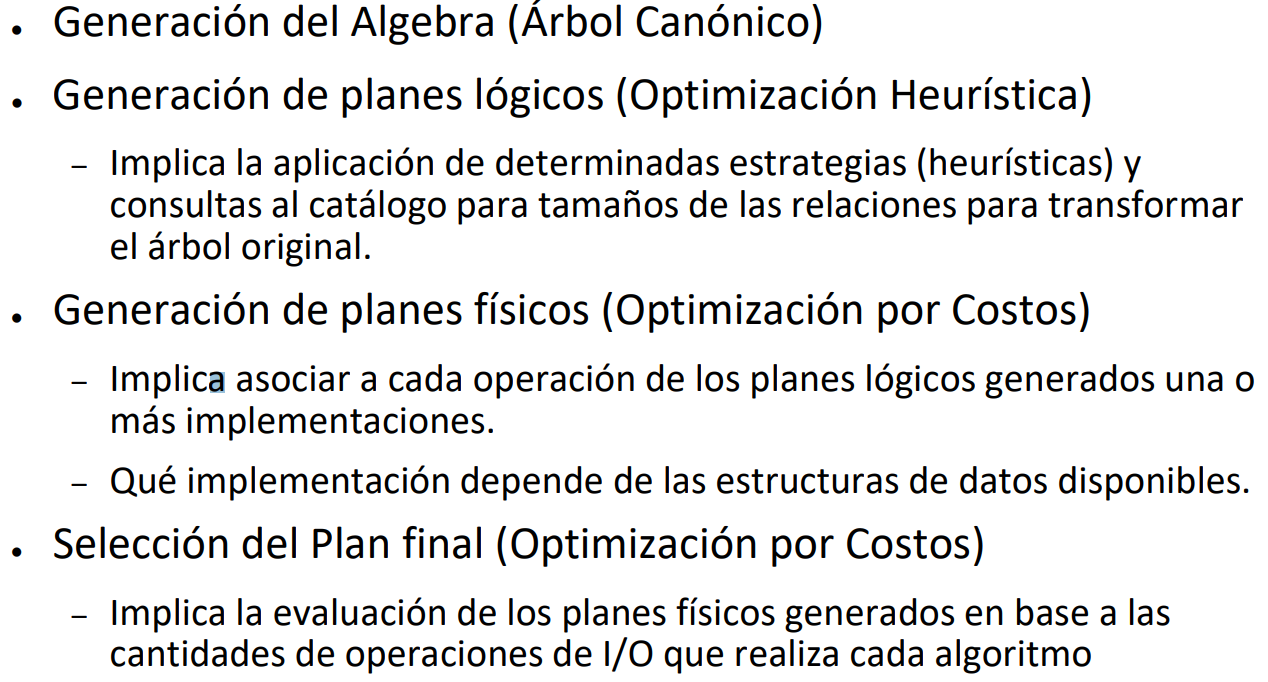 • Generación del Algebra (Árbol Canónico)
• Generación de planes lógicos (Optimización Heurística)
– Implica la aplicación de determinadas estrategias (heurísticas) y
consultas al catálogo para tamaños de las relaciones para transformar
el árbol original.
• Generación de planes físicos (Optimización por Costos)
– Implica asociar a cada operación de los planes lógicos generados una o
más implementaciones.
– Qué implementación depende de las estructuras de datos disponibles.
• Selección del Plan final (Optimización por Costos)
– Implica la evaluación de los planes físicos generados en base a las
cantidades de operaciones de I/O que realiza cada algoritmo